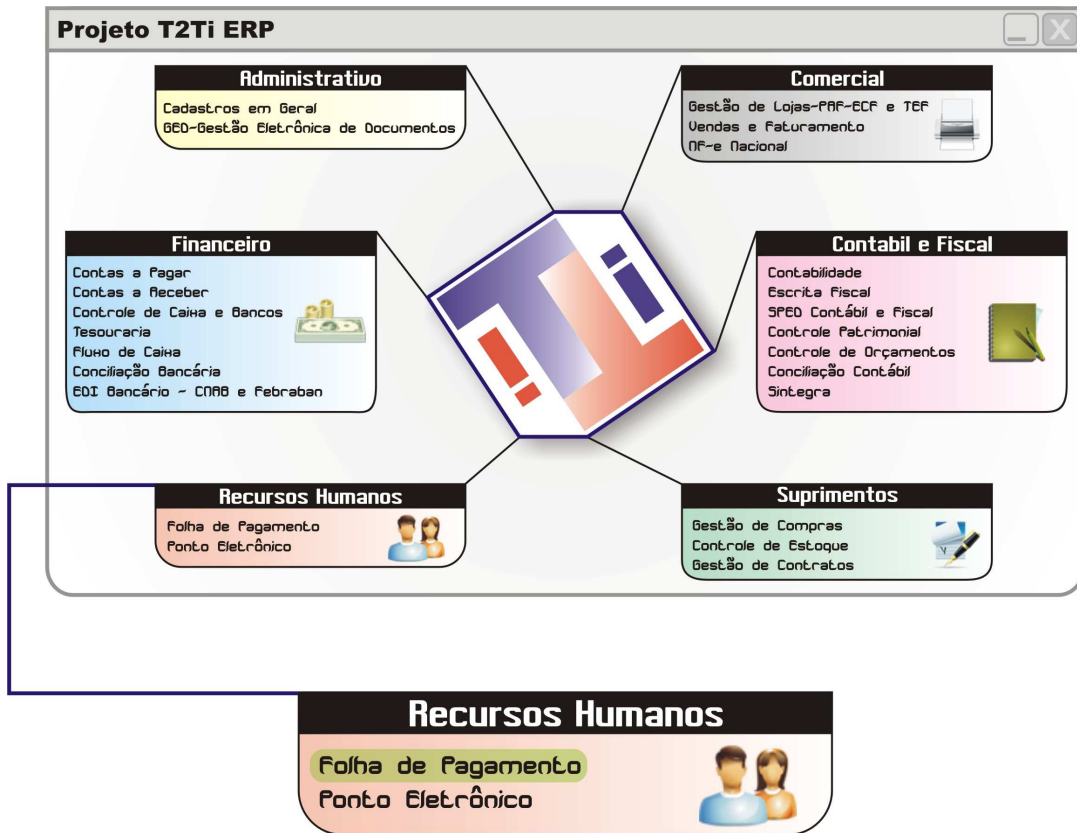 Projeto T2Ti ERP
Administrativo
Cadastros em Geral
GED-Gestão Eletrônica de Documentos
Comercial
Gestão de Lojas-PAF-ECF e TEF
Vendas e Faturamento
NF-e Nacional
Financeiro
Contas a Pagar
Contas a Receber
Controle de Caixa e Bancos
Tesouraria
Fluxo de Caixa
Conciliação Bancária
EDI Bancário - CNAB e Febraban
Contabil e Fiscal
Contabilidade
Escrita Fiscal
SPED Contábil e Fiscal
Controle Patrimonial
Controle de Orçamentos
Conciliação Contábil
Sintegra
Recursos Humanos
Folha de Pagamento
Ponto Eletrônico
Suprimentos
Gestão de Compras
Controle de Estoque
Gestão de Contratos
Recursos Humanos
Folha de Pagamento
Ponto Eletrônico